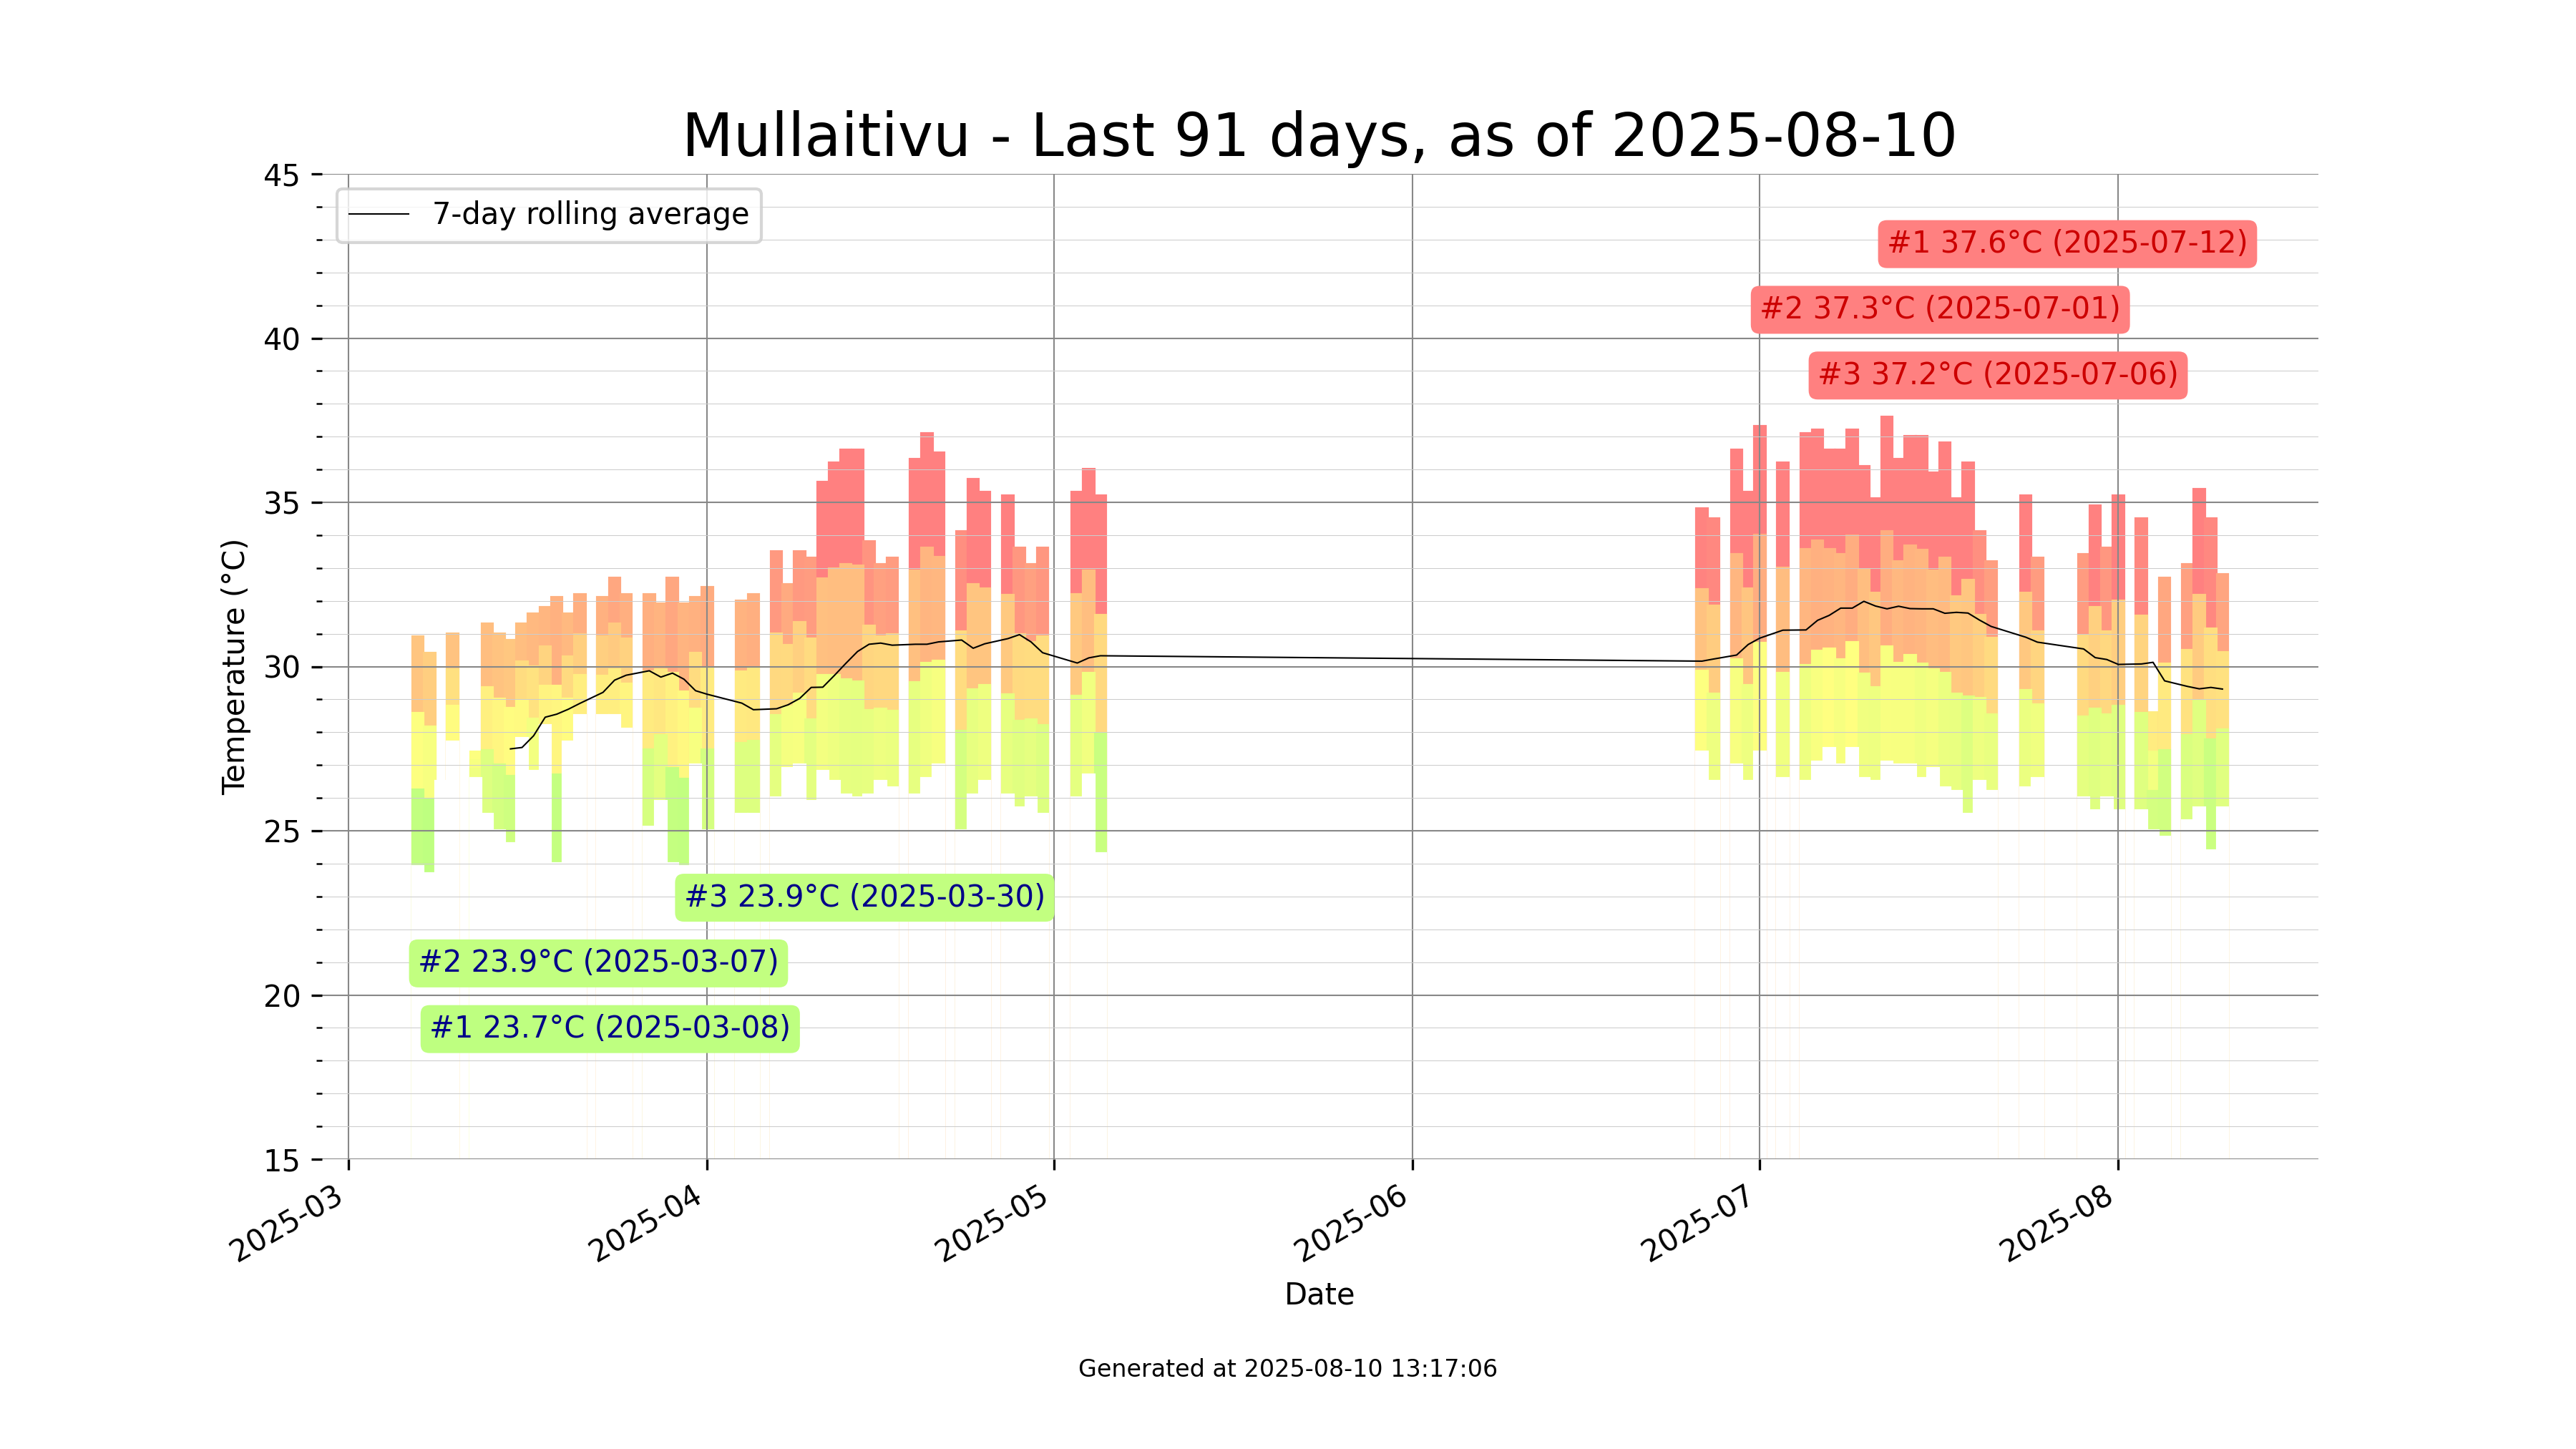 Mullaitivu - Last 91 days, as of 2025-08-10
45
7-day rolling average
#1 37.6°C (2025-07-12)
#2 37.3°C (2025-07-01)
40
#3 37.2°C (2025-07-06)
35
Temperature (°C)
30
25
#3 23.9°C (2025-03-30)
#2 23.9°C (2025-03-07)
20
#1 23.7°C (2025-03-08)
15
2025-03
2025-04
2025-05
2025-06
2025-07
2025-08
Date
Generated at 2025-08-10 13:17:06